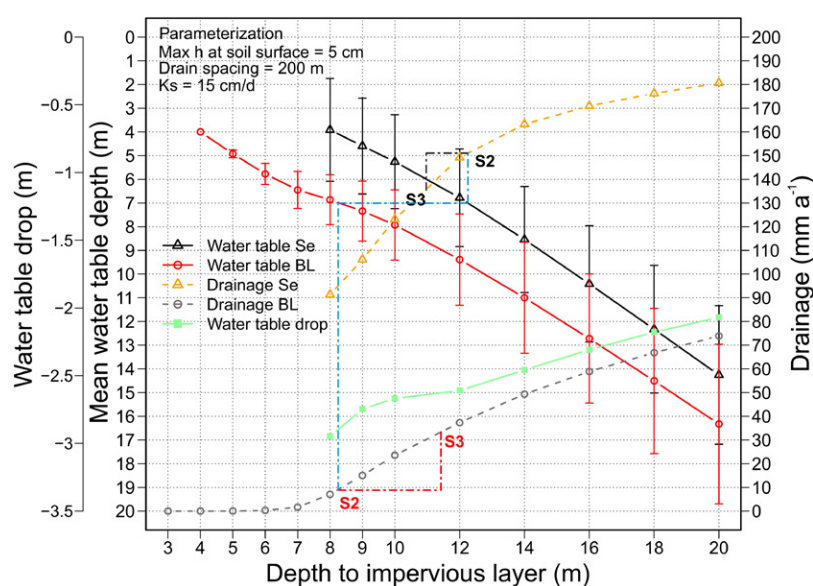 Parameterization
Max h at soil surface = 5 cm
Drain spacing = 200 m
Ks = 15 cm/d
Water table drop (m)
0
−0.5
−1
−1.5
−2
−2.5
−3
−3.5
Mean water table depth (m)
0
1
2
3
4
5
6
7
8
9
10
11
12
13
14
15
16
17
18
19
20
Water table Se
Water table BL
Drainage Se
Drainage BL
Water table drop
S2
S3
S3
S2
200
190
180
170
160
150
140
130
120
110
100
90
80
70
60
50
40
30
20
10
0
Drainage (mm a⁻¹)
3 4 5 6 7 8 9 10 12 14 16 18 20
Depth to impervious layer (m)